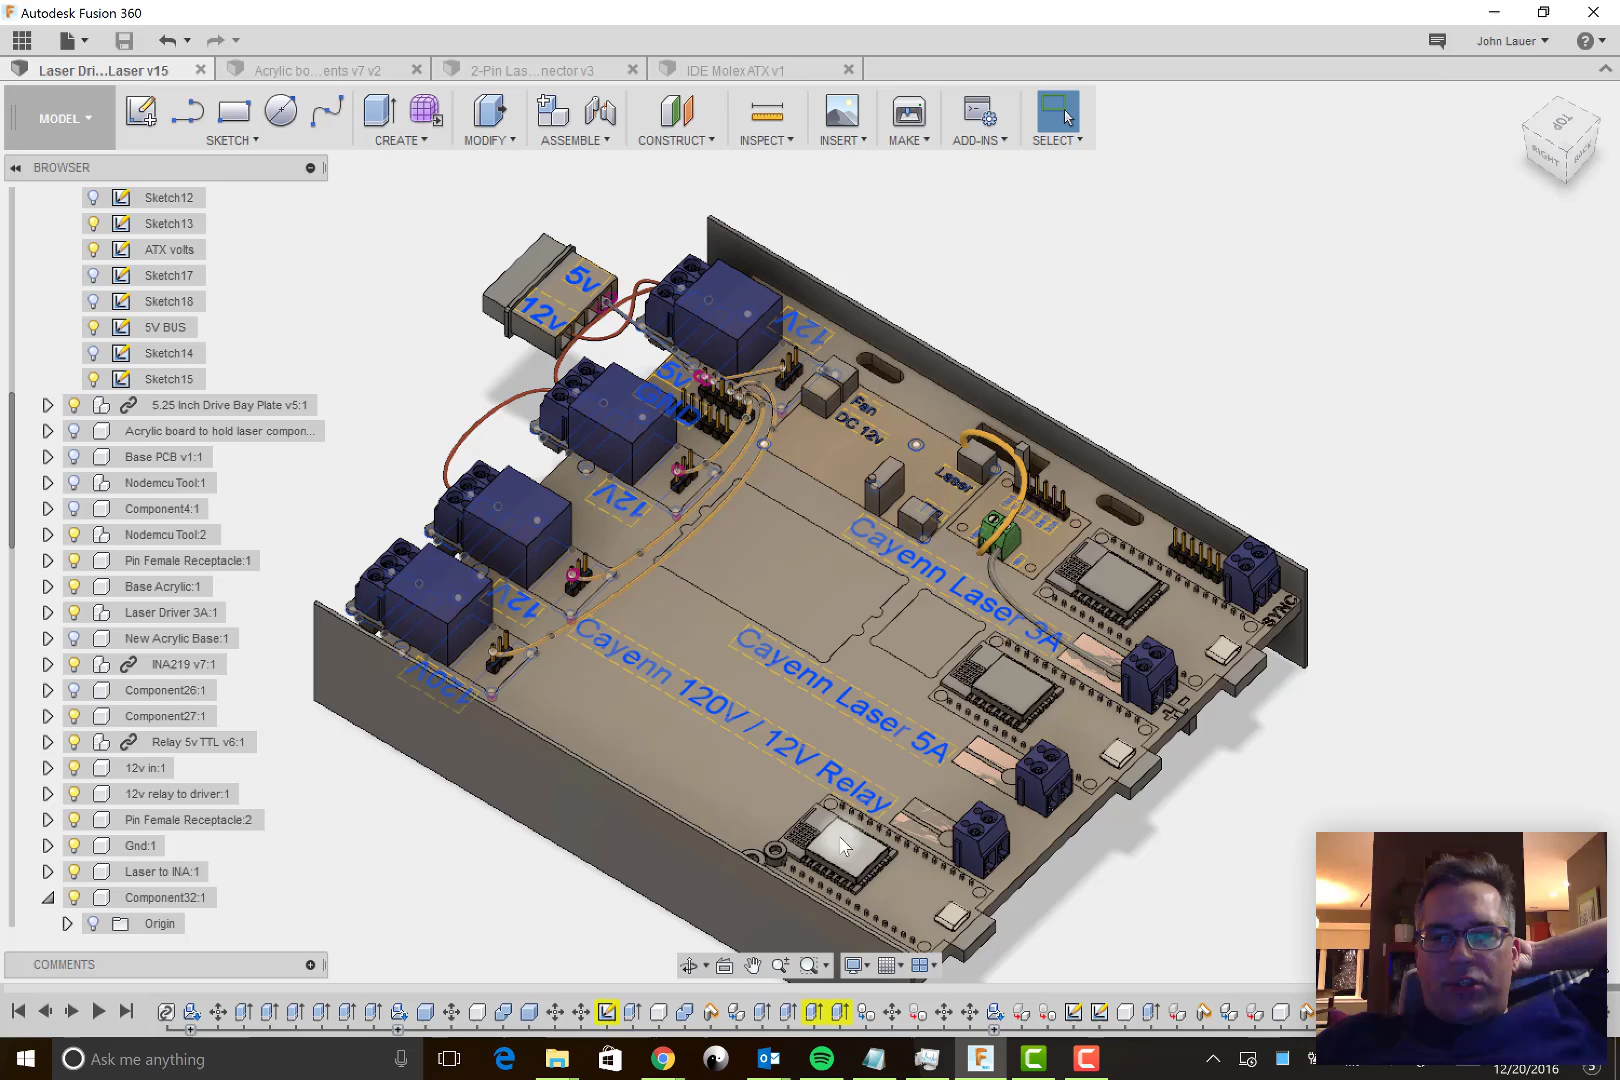 Autodesk Fusion 360
John Lauer
Laser Dri...Laser v15
Acrylic bo...ents v7 v2
2-Pin Las...nector v3
IDE Molex ATX v1
MODEL
SKETCH
CREATE
MODIFY
ASSEMBLE
CONSTRUCT
INSPECT
INSERT
MAKE
ADD-INS
SELECT
TOP
RIGHT
BACK
BROWSER
Sketch12
Sketch13
ATX volts
Sketch17
Sketch18
5V BUS
Sketch14
Sketch15
5.25 Inch Drive Bay Plate v5:1
Acrylic board to hold laser compon...
Base PCB v1:1
Nodemcu Tool:1
Component4:1
Nodemcu Tool:2
Pin Female Receptacle:1
Base Acrylic:1
Laser Driver 3A:1
New Acrylic Base:1
INA219 v7:1
Component26:1
Component27:1
Relay 5v TTL v6:1
12v in:1
12v relay to driver:1
Pin Female Receptacle:2
Gnd:1
Laser to INA:1
Component32:1
Origin
5v
12v
12V
5v
GND
Fan
DC 12v
Laser
12V
12V
120V
Cayenn Laser 3A
Cayenn Laser 5A
Cayenn 120V / 12V Relay
SYNC
COMMENTS
Ask me anything
12/20/2016
5